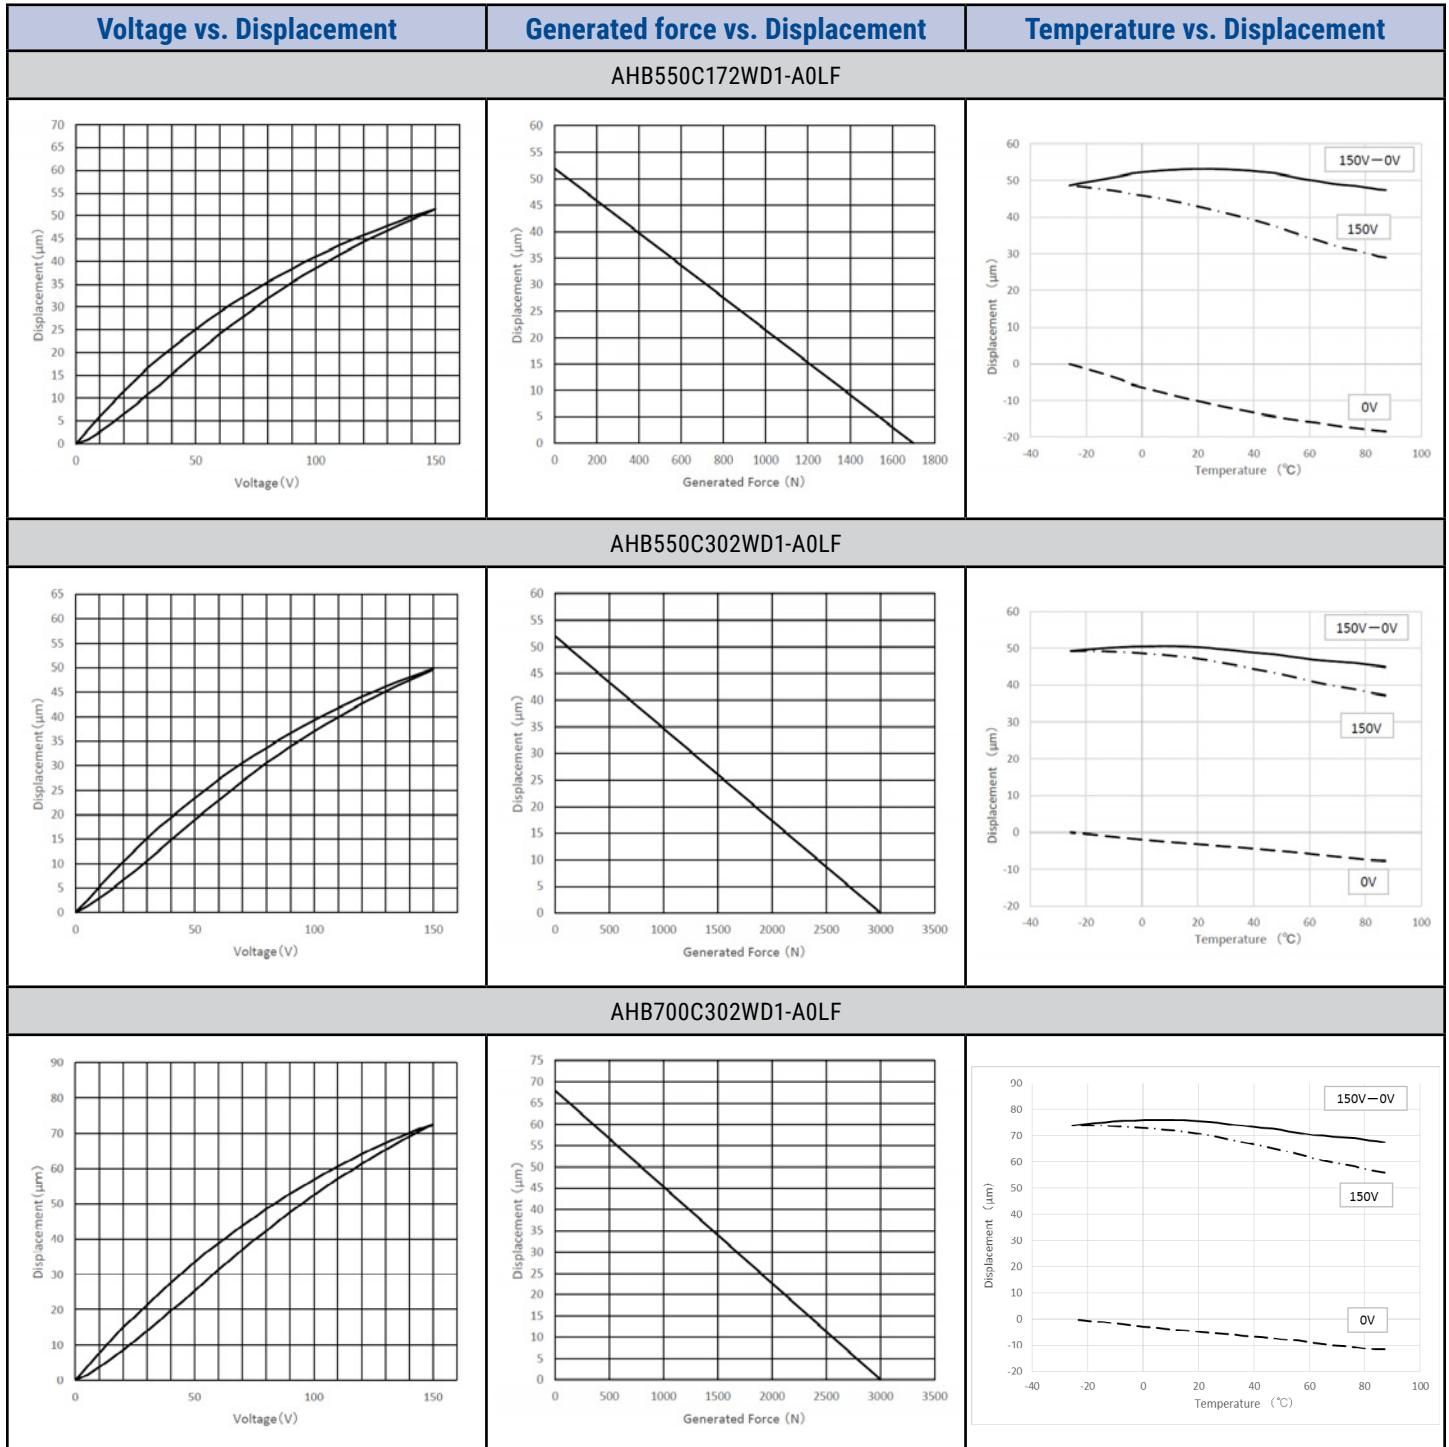 Voltage vs. Displacement
Generated force vs. Displacement
Temperature vs. Displacement
AHB550C172WD1-A0LF
70
65
60
55
50
45
40
35
30
25
20
15
10
5
0
Displacement(μm)
0 50 100 150
Voltage(V)
60
55
50
45
40
35
30
25
20
15
10
5
0
Displacement (μm)
0 200 400 600 800 1000 1200 1400 1600 1800
Generated Force (N)
60
50
40
30
20
10
0
-10
-20
Displacement (μm)
150V－0V
150V
0V
-40 -20 0 20 40 60 80 100
Temperature (℃)
AHB550C302WD1-A0LF
65
60
55
50
45
40
35
30
25
20
15
10
5
0
Displacement(μm)
0 50 100 150
Voltage(V)
60
55
50
45
40
35
30
25
20
15
10
5
0
Displacement (μm)
0 500 1000 1500 2000 2500 3000 3500
Generated Force (N)
60
50
40
30
20
10
0
-10
-20
Displacement (μm)
150V－0V
150V
0V
-40 -20 0 20 40 60 80 100
Temperature (℃)
AHB700C302WD1-A0LF
90
80
70
60
50
40
30
20
10
0
Displacement(μm)
0 50 100 150
Voltage(V)
75
70
65
60
55
50
45
40
35
30
25
20
15
10
5
0
Displacement (μm)
0 500 1000 1500 2000 2500 3000 3500
Generated Force (N)
90
80
70
60
50
40
30
20
10
0
-10
-20
Displacement (μm)
150V－0V
150V
0V
-40 -20 0 20 40 60 80 100
Temperature (℃)